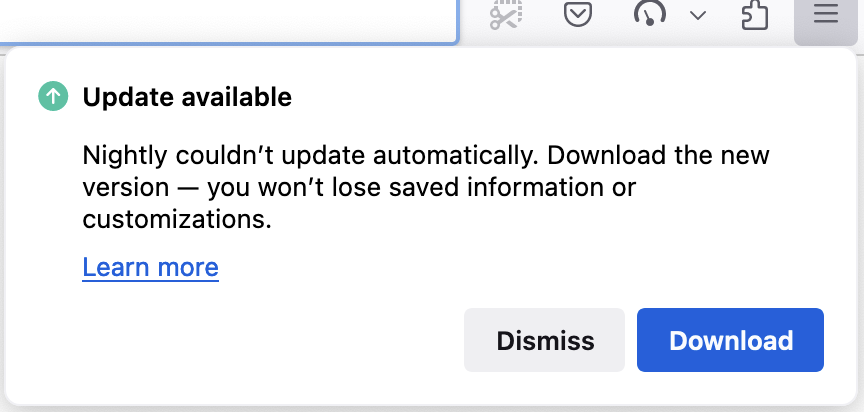 Update available
Nightly couldn’t update automatically. Download the new
version — you won’t lose saved information or
customizations.
Learn more
Dismiss
Download